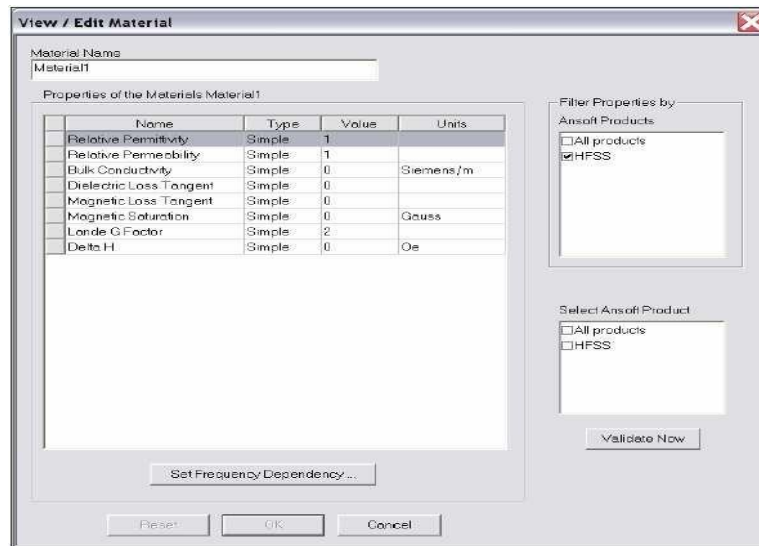 View / Edit Material
Material Name
Material1
Properties of the Materials Material1
Name Type Value Units
Relative Permittivity Simple 1
Relative Permeability Simple 1
Bulk Conductivity Simple 0 Siemens/m
Dielectric Loss Tangent Simple 0
Magnetic Loss Tangent Simple 0
Magnetic Saturation Simple 0 Gauss
Lande G Factor Simple 2
Delta H Simple 0 Oe
Set Frequency Dependency ...
Reset OK Cancel
Filter Properties by
Ansoft Products
All products
HFSS
Select Ansoft Product
All products
HFSS
Validate Now